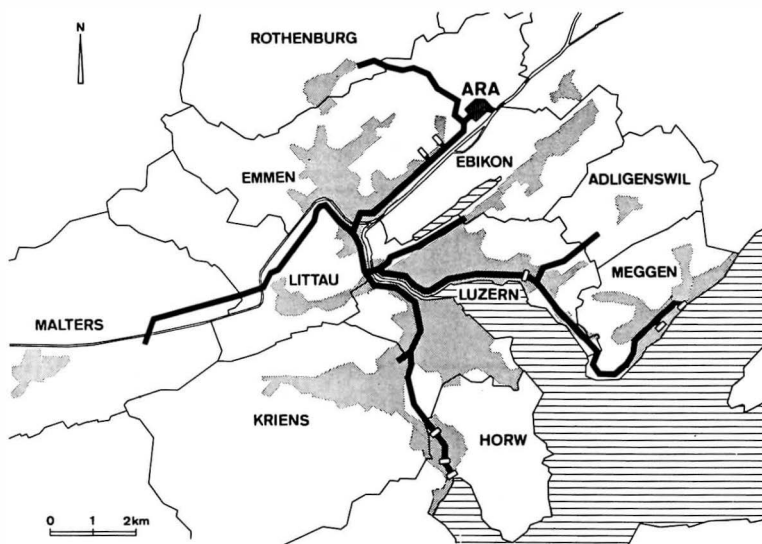 N
ROTHENBURG
ARA
EBIKON
EMMEN
ADLIGENSWIL
MEGGEN
LITTAU
LUZERN
MALTERS
KRIENS
HORW
0 1 2km